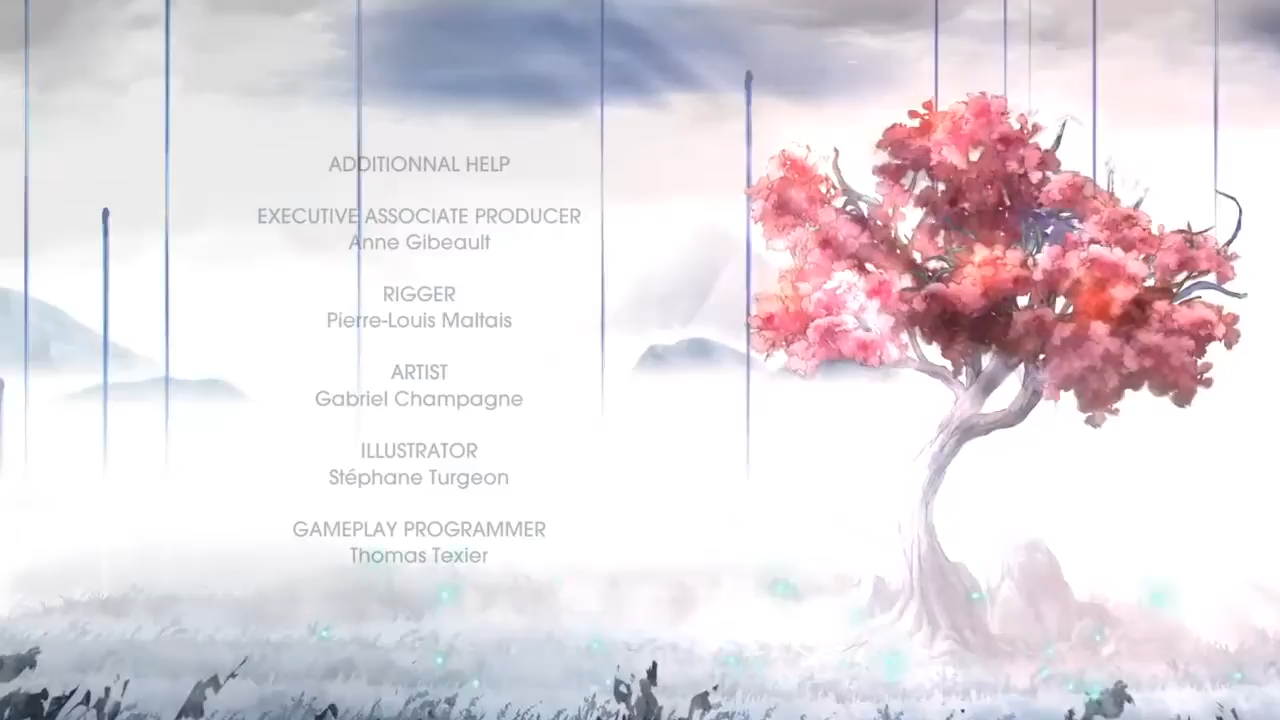 ADDITIONNAL HELP
EXECUTIVE ASSOCIATE PRODUCER
Anne Gibeault
RIGGER
Pierre-Louis Maltais
ARTIST
Gabriel Champagne
ILLUSTRATOR
Stéphane Turgeon
GAMEPLAY PROGRAMMER
Thomas Texier